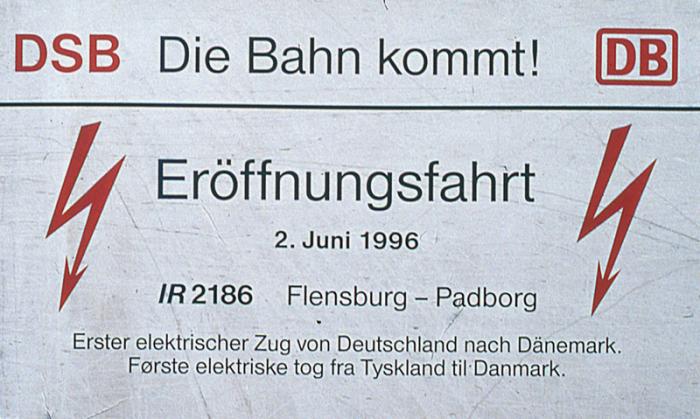 DSB Die Bahn kommt! DB
Eröffnungsfahrt
2. Juni 1996
IR 2186 Flensburg – Padborg
Erster elektrischer Zug von Deutschland nach Dänemark.
Første elektriske tog fra Tyskland til Danmark.